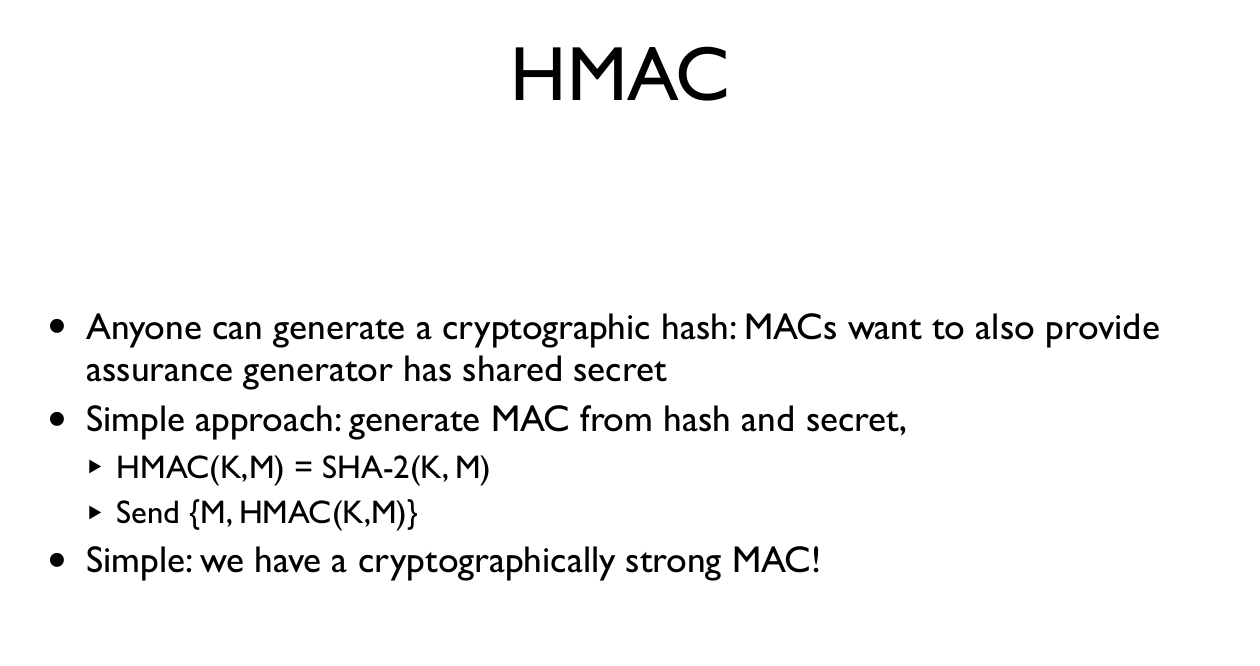 HMAC
• Anyone can generate a cryptographic hash: MACs want to also provide
assurance generator has shared secret
• Simple approach: generate MAC from hash and secret,
▸ HMAC(K,M) = SHA-2(K, M)
▸ Send {M, HMAC(K,M)}
• Simple: we have a cryptographically strong MAC!